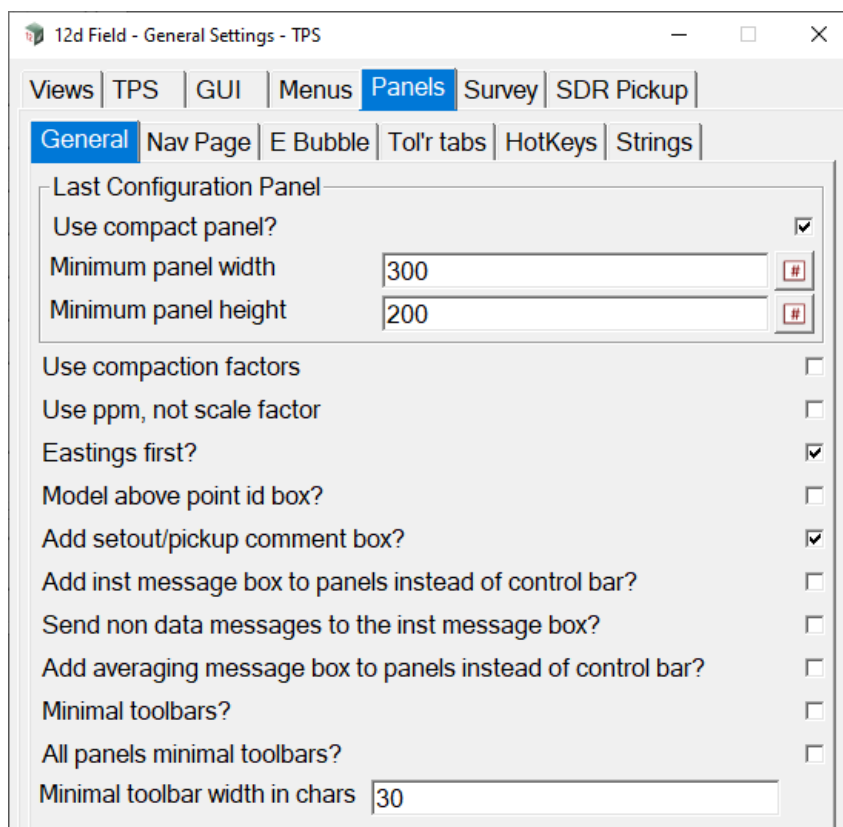 12d Field - General Settings - TPS
Views TPS GUI Menus Panels Survey SDR Pickup
General Nav Page E Bubble Tol'r tabs HotKeys Strings
Last Configuration Panel
Use compact panel?
Minimum panel width 300 #
Minimum panel height 200 #
Use compaction factors
Use ppm, not scale factor
Eastings first?
Model above point id box?
Add setout/pickup comment box?
Add inst message box to panels instead of control bar?
Send non data messages to the inst message box?
Add averaging message box to panels instead of control bar?
Minimal toolbars?
All panels minimal toolbars?
Minimal toolbar width in chars 30